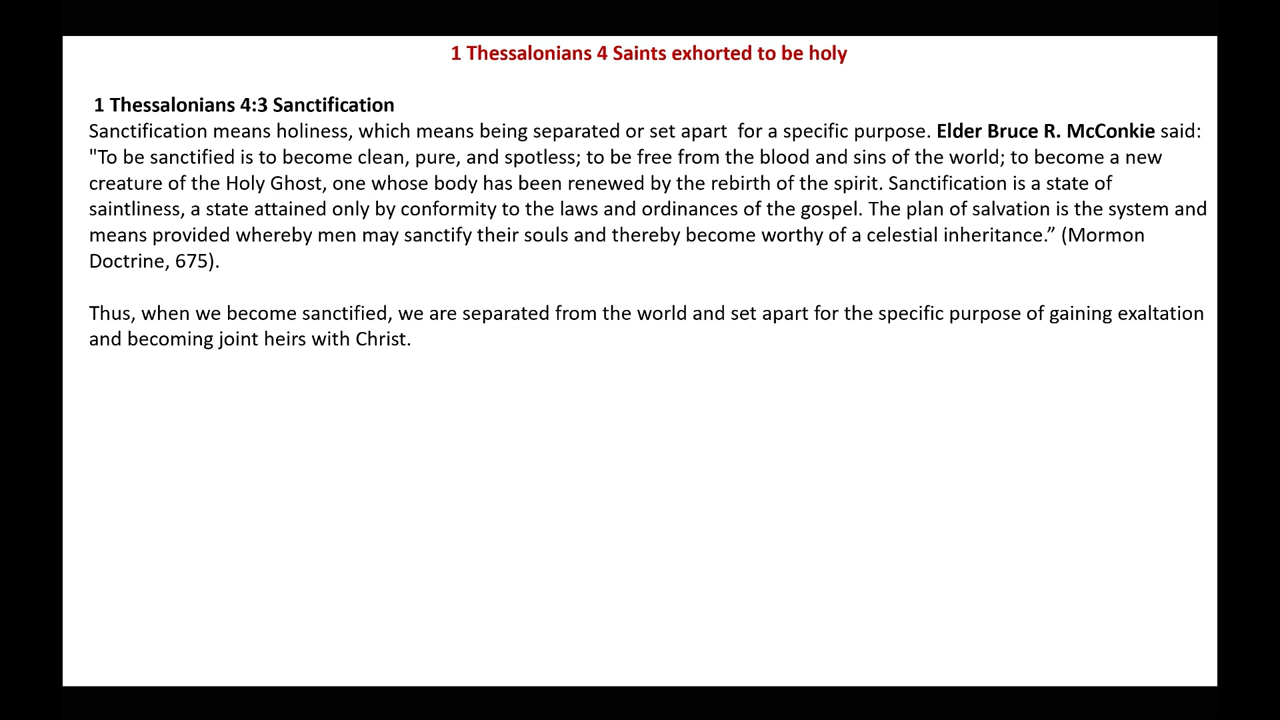 1 Thessalonians 4 Saints exhorted to be holy
1 Thessalonians 4:3 Sanctification
Sanctification means holiness, which means being separated or set apart  for a specific purpose. Elder Bruce R. McConkie said:
"To be sanctified is to become clean, pure, and spotless; to be free from the blood and sins of the world; to become a new
creature of the Holy Ghost, one whose body has been renewed by the rebirth of the spirit. Sanctification is a state of
saintliness, a state attained only by conformity to the laws and ordinances of the gospel. The plan of salvation is the system and
means provided whereby men may sanctify their souls and thereby become worthy of a celestial inheritance.” (Mormon
Doctrine, 675).
Thus, when we become sanctified, we are separated from the world and set apart for the specific purpose of gaining exaltation
and becoming joint heirs with Christ.